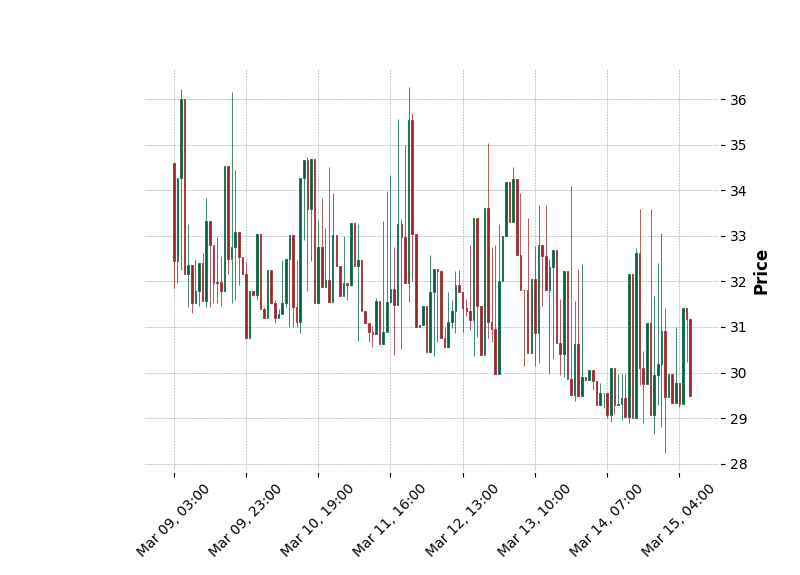 36
35
34
33
32
31
30
29
28
Price
Mar 09, 03:00
Mar 09, 23:00
Mar 10, 19:00
Mar 11, 16:00
Mar 12, 13:00
Mar 13, 10:00
Mar 14, 07:00
Mar 15, 04:00